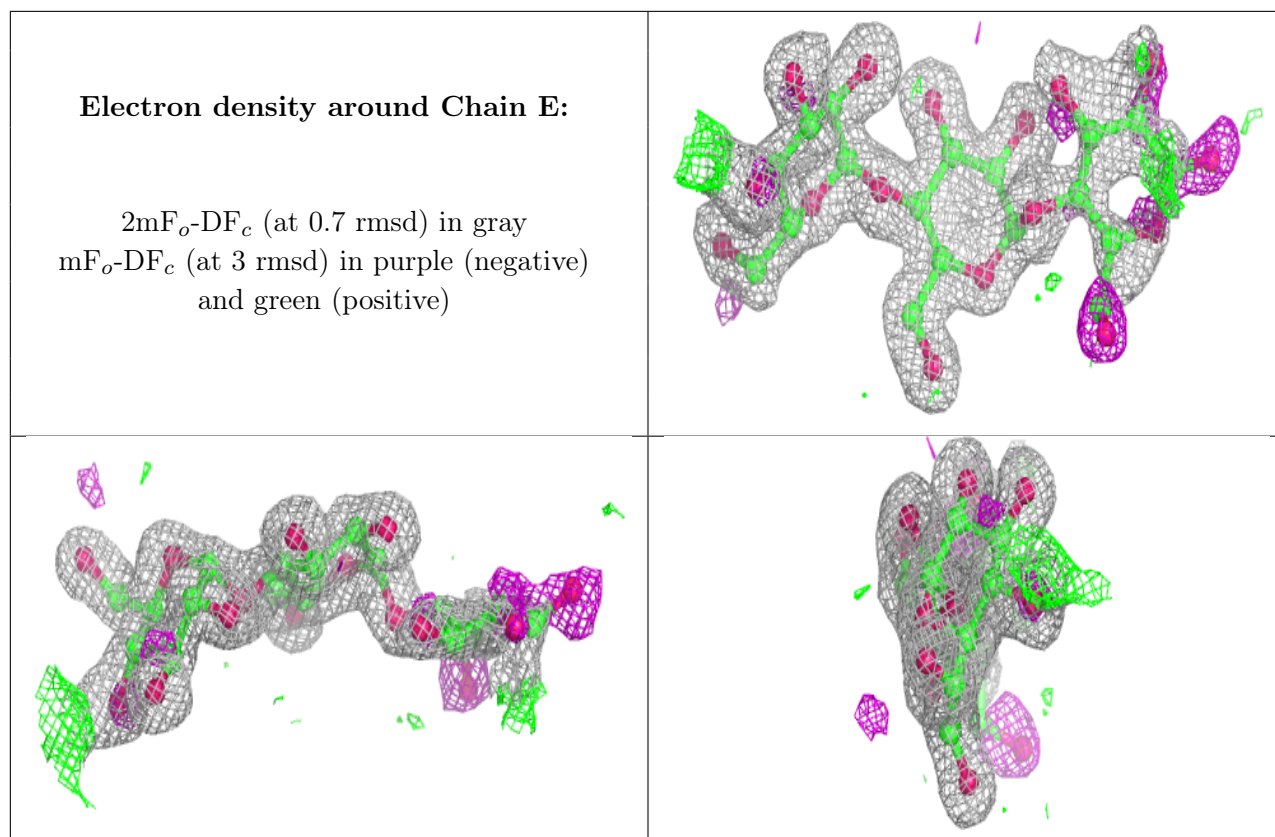 Electron density around Chain E:
2mFo-DFc (at 0.7 rmsd) in gray
mFo-DFc (at 3 rmsd) in purple (negative)
and green (positive)